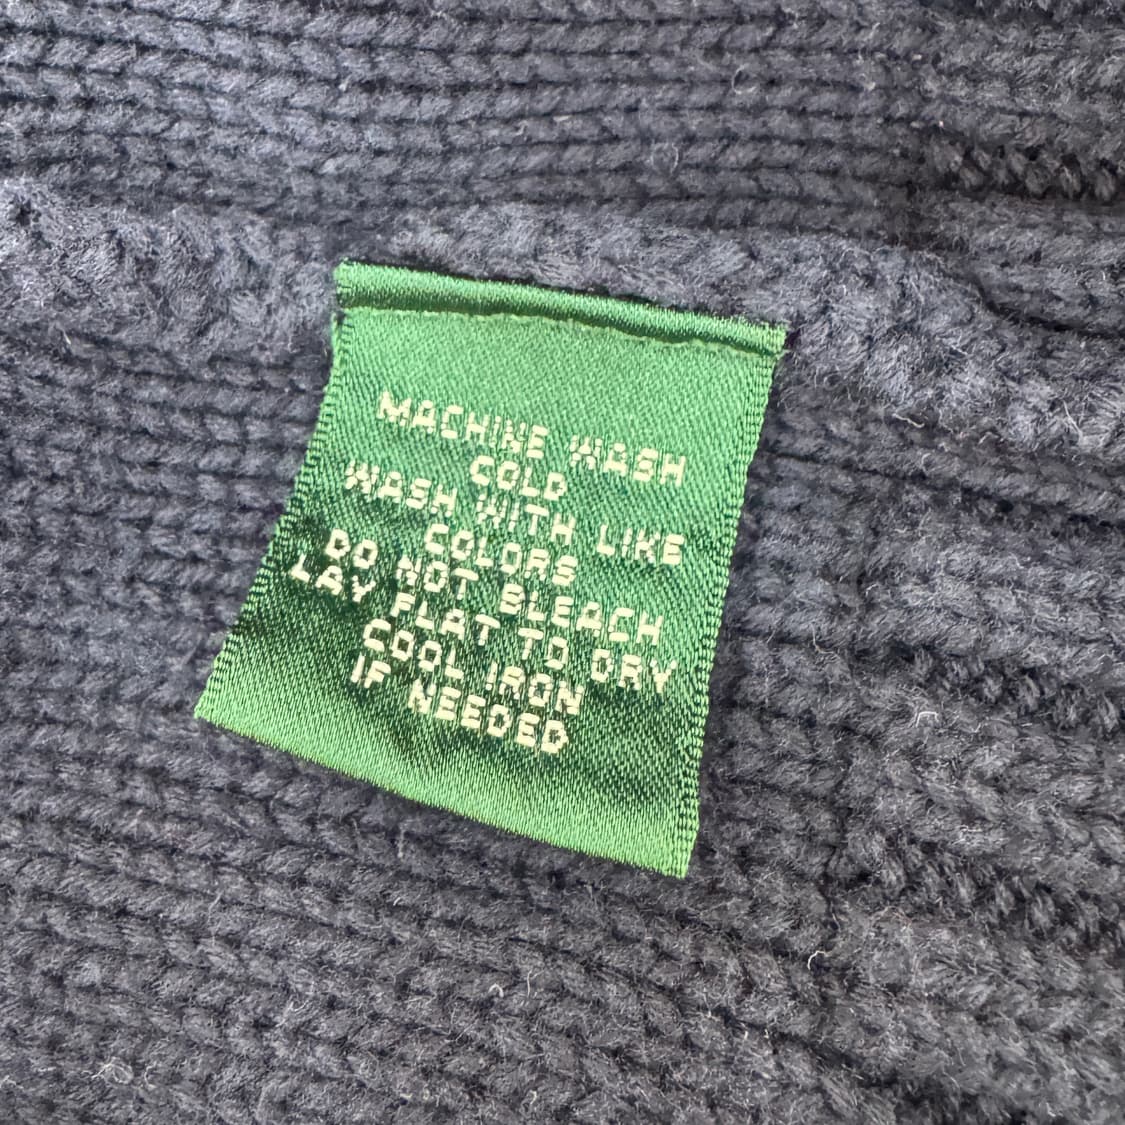 MACHINE WASH
COLD
WASH WITH LIKE
COLORS
DO NOT BLEACH
LAY FLAT TO DRY
COOL IRON
IF NEEDED